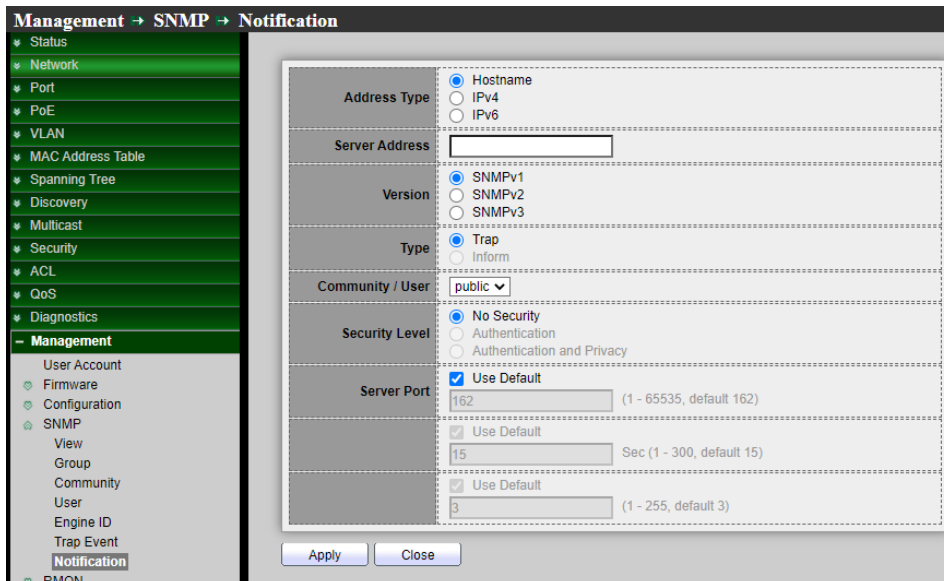 Management → SNMP → Notification
Status
Network
Port
PoE
VLAN
MAC Address Table
Spanning Tree
Discovery
Multicast
Security
ACL
QoS
Diagnostics
Management
User Account
Firmware
Configuration
SNMP
View
Group
Community
User
Engine ID
Trap Event
Notification
RMON
Address Type
Hostname
IPv4
IPv6
Server Address
Version
SNMPv1
SNMPv2
SNMPv3
Type
Trap
Inform
Community / User
public
Security Level
No Security
Authentication
Authentication and Privacy
Server Port
Use Default
162 (1 - 65535, default 162)
Use Default
15 Sec (1 - 300, default 15)
Use Default
3 (1 - 255, default 3)
Apply Close